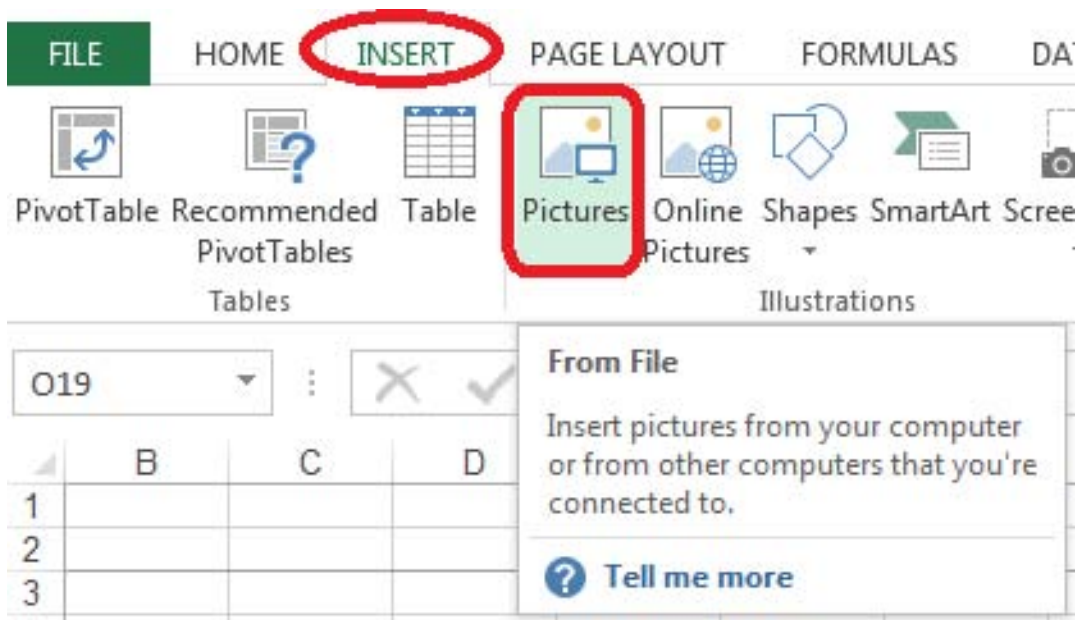 FILE HOME INSERT PAGE LAYOUT FORMULAS DAT
PivotTable Recommended PivotTables Table Pictures Online Pictures Shapes SmartArt Scree
Tables Illustrations
O19
From File
Insert pictures from your computer
or from other computers that you're
connected to.
? Tell me more
B C D
1
2
3